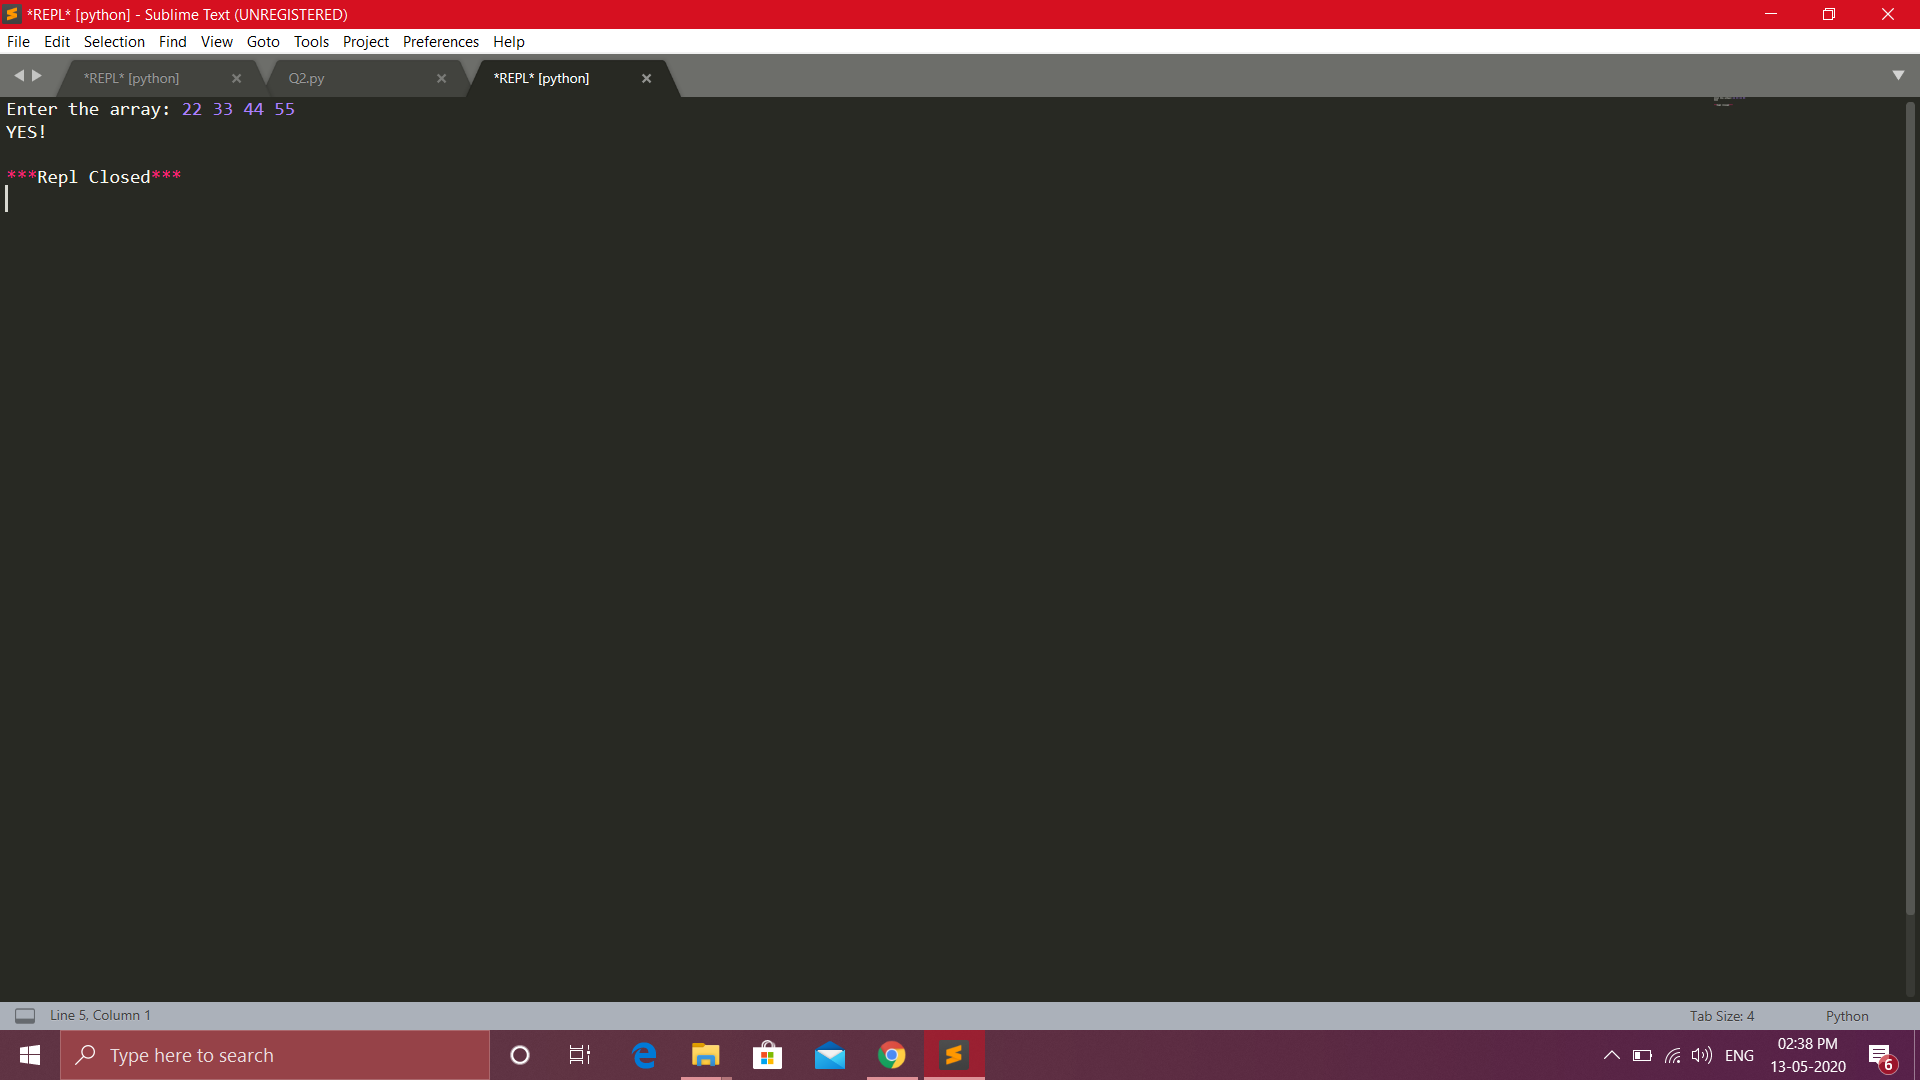 *REPL* [python] - Sublime Text (UNREGISTERED)
File Edit Selection Find View Goto Tools Project Preferences Help
*REPL* [python] Q2.py *REPL* [python]
Enter the array: 22 33 44 55
YES!
***Repl Closed***
Line 5, Column 1 Tab Size: 4 Python
Type here to search ENG 02:38 PM
13-05-2020 6